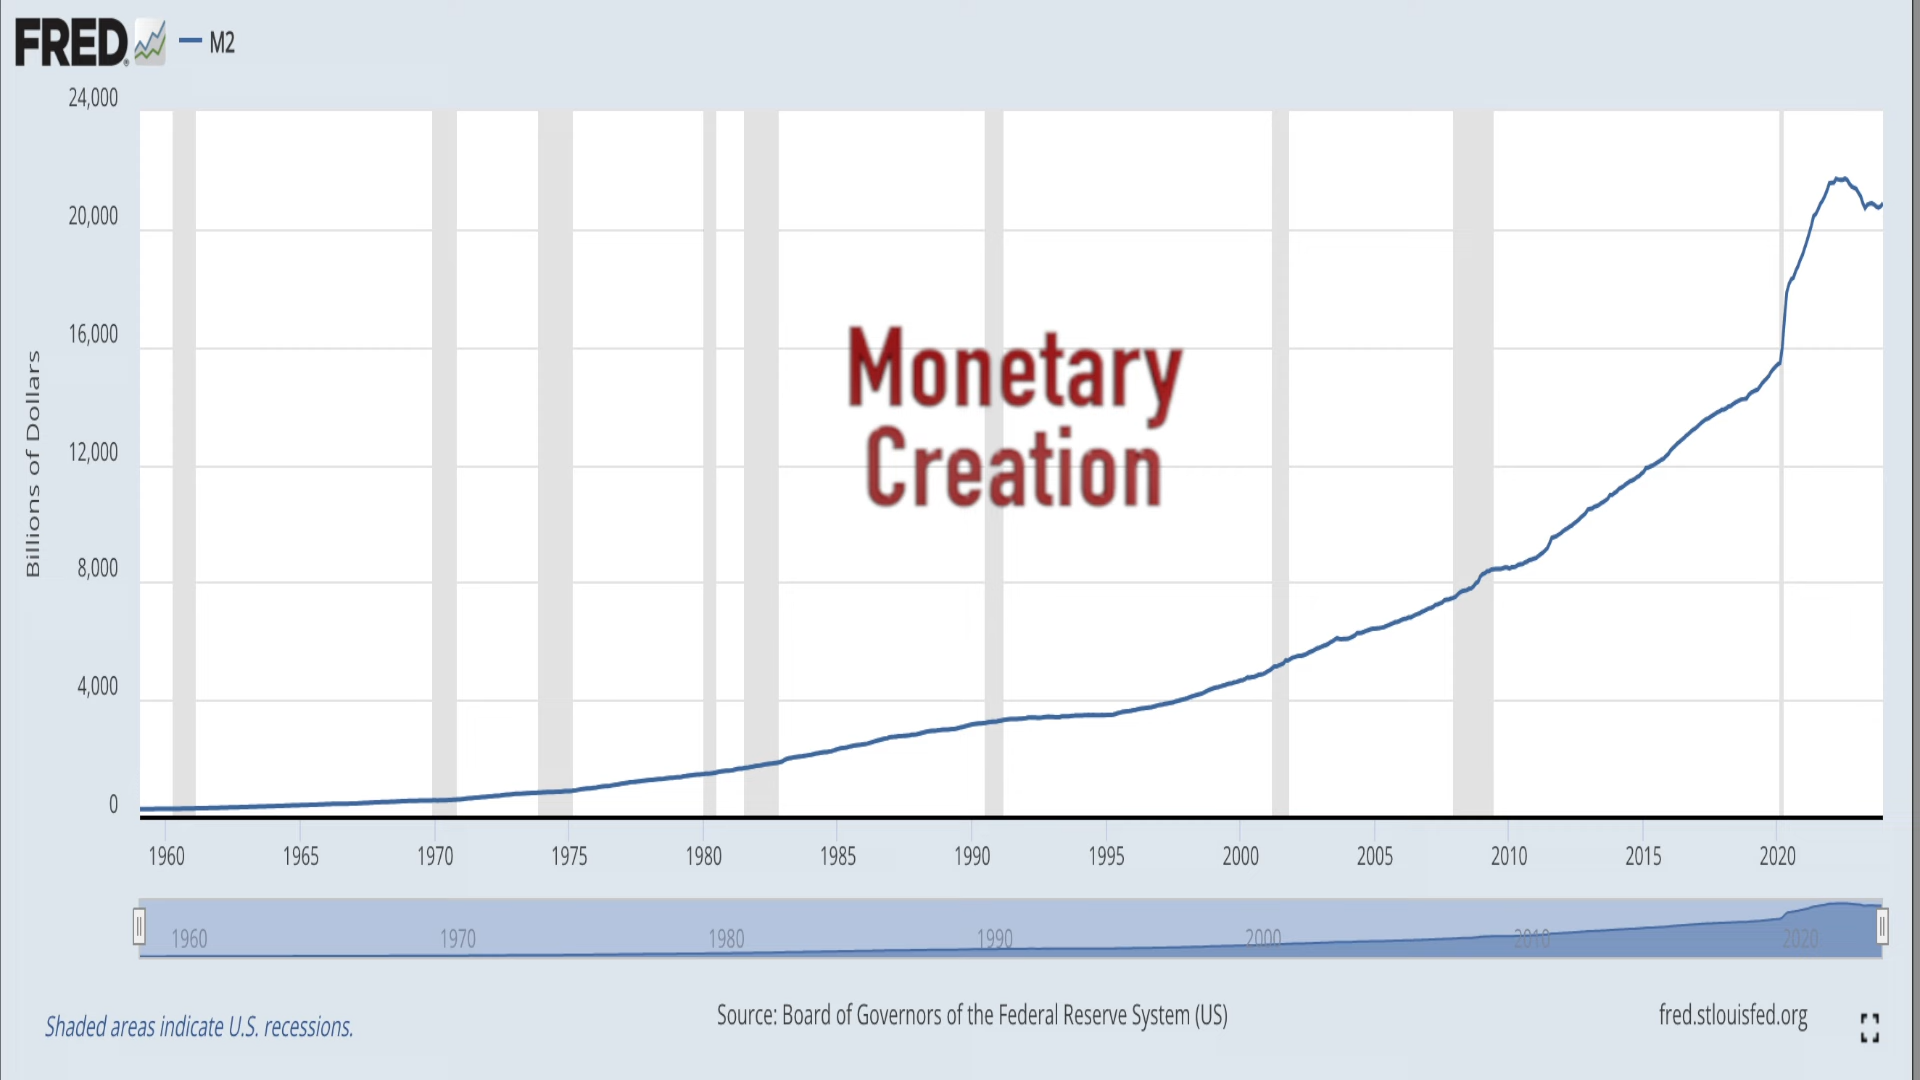 FRED M2
24,000
20,000
16,000
12,000
8,000
4,000
0
Billions of Dollars
Monetary
Creation
1960 1965 1970 1975 1980 1985 1990 1995 2000 2005 2010 2015 2020
1960 1970 1980 1990 2000 2010 2020
Shaded areas indicate U.S. recessions.
Source: Board of Governors of the Federal Reserve System (US)
fred.stlouisfed.org